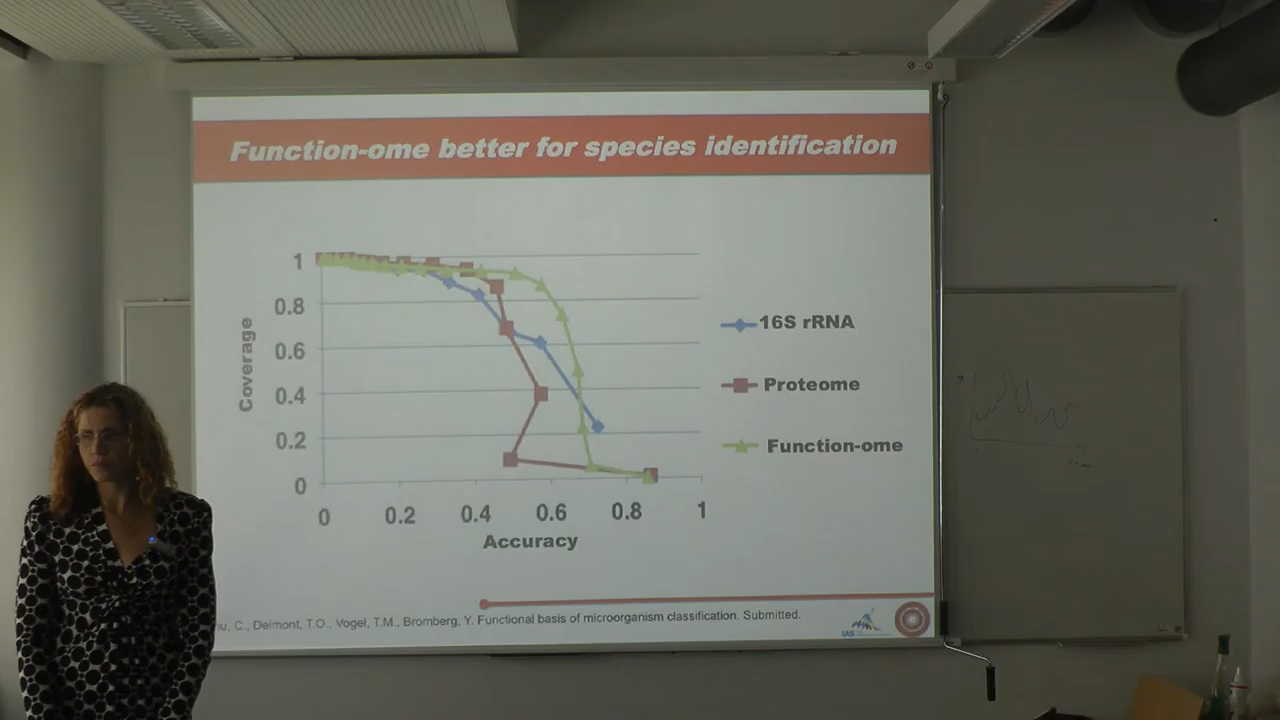 Function-ome better for species identification
1
0.8
0.6
0.4
0.2
0
Coverage
0 0.2 0.4 0.6 0.8 1
Accuracy
16S rRNA
Proteome
Function-ome
C., Delmont, T.O., Vogel, T.M., Bromberg, Y. Functional basis of microorganism classification. Submitted.
IAS